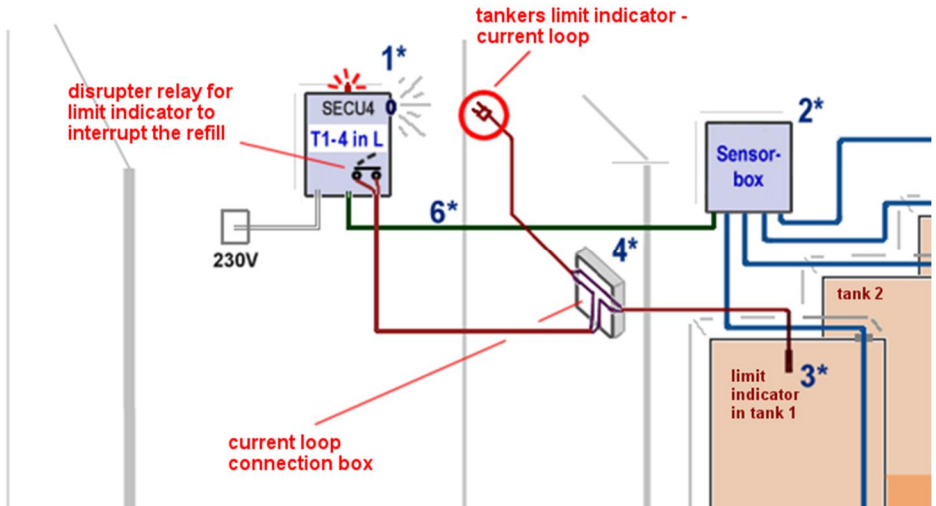 tankers limit indicator -
current loop
1*
disrupter relay for
limit indicator to
interrupt the refill
SECU4
T1-4 in L
2*
Sensor-
box
6*
4*
230V
tank 2
limit
indicator
in tank 1
3*
current loop
connection box